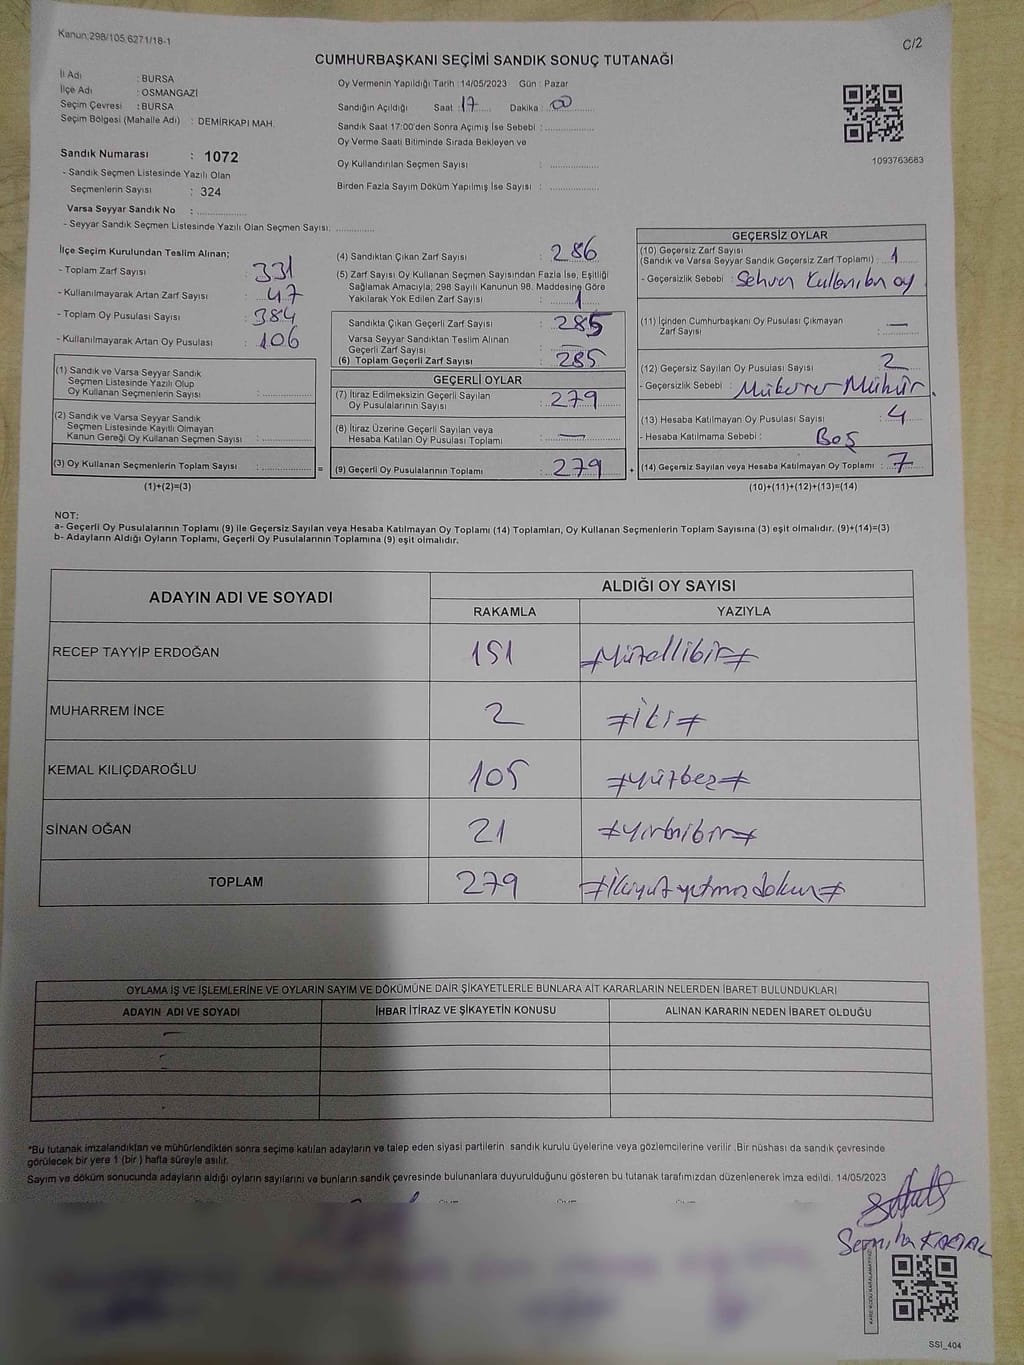 Kanun.298/105,6271/18-1
C/2
CUMHURBAŞKANI SEÇİMİ SANDIK SONUÇ TUTANAĞI
İl Adı : BURSA
İlçe Adı : OSMANGAZİ
Seçim Çevresi : BURSA
Seçim Bölgesi (Mahalle Adı) : DEMİRKAPI MAH.
Sandık Numarası : 1072
- Sandık Seçmen Listesinde Yazılı Olan
Seçmenlerin Sayısı : 324
Varsa Seyyar Sandık No : ..............
- Seyyar Sandık Seçmen Listesinde Yazılı Olan Seçmen Sayısı: ............
Oy Vermenin Yapıldığı Tarih : 14/05/2023 Gün : Pazar
Sandığın Açıldığı Saat : 17 Dakika : 00
Sandık Saat 17:00'den Sonra Açımış İse Sebebi : ..............
Oy Verme Saati Bitiminde Sırada Bekleyen ve
Oy Kullandırılan Seçmen Sayısı : ..............
Birden Fazla Sayım Döküm Yapılmış İse Sayısı : ..............
1093763663
İlçe Seçim Kurulundan Teslim Alınan;
- Toplam Zarf Sayısı : 331
- Kullanılmayarak Artan Zarf Sayısı : 47
- Toplam Oy Pusulası Sayısı : 384
- Kullanılmayarak Artan Oy Pusulası : 106
(1) Sandık ve Varsa Seyyar Sandık
Seçmen Listesinde Yazılı Olup
Oy Kullanan Seçmenlerin Sayısı : ..............
(2) Sandık ve Varsa Seyyar Sandık
Seçmen Listesinde Kayıtlı Olmayan
Kanun Gereği Oy Kullanan Seçmen Sayısı : ..............
(3) Oy Kullanan Seçmenlerin Toplam Sayısı : .............. =
(1)+(2)=(3)
(4) Sandıktan Çıkan Zarf Sayısı : 286
(5) Zarf Sayısı Oy Kullanan Seçmen Sayısından Fazla İse, Eşitliği
Sağlamak Amacıyla, 298 Sayılı Kanunun 98. Maddesine Göre
Yakılarak Yok Edilen Zarf Sayısı : 1
Sandıkta Çıkan Geçerli Zarf Sayısı : 285
Varsa Seyyar Sandıktan Teslim Alınan
Geçerli Zarf Sayısı : —
(6) Toplam Geçerli Zarf Sayısı : 285
GEÇERLİ OYLAR
(7) İtiraz Edilmeksizin Geçerli Sayılan
Oy Pusulalarının Sayısı : 279
(8) İtiraz Üzerine Geçerli Sayılan veya
Hesaba Katılan Oy Pusulası Toplamı : —
(9) Geçerli Oy Pusulalarının Toplamı : 279 +
GEÇERSİZ OYLAR
(10) Geçersiz Zarf Sayısı
(Sandık ve Varsa Seyyar Sandık Geçersiz Zarf Toplamı) : 1
- Geçersizlik Sebebi : Sehven Kullanılan oy
(11) İçinden Cumhurbaşkanı Oy Pusulası Çıkmayan
Zarf Sayısı : —
(12) Geçersiz Sayılan Oy Pusulası Sayısı : 2
- Geçersizlik Sebebi : Mükerrer Mühür.
(13) Hesaba Katılmayan Oy Pusulası Sayısı : 4
- Hesaba Katılmama Sebebi : Boş
(14) Geçersiz Sayılan veya Hesaba Katılmayan Oy Toplamı : 7
(10)+(11)+(12)+(13)=(14)
NOT:
a- Geçerli Oy Pusulalarının Toplamı (9) ile Geçersiz Sayılan veya Hesaba Katılmayan Oy Toplamı (14) Toplamları, Oy Kullanan Seçmenlerin Toplam Sayısına (3) eşit olmalıdır. (9)+(14)=(3)
b- Adayların Aldığı Oyların Toplamı, Geçerli Oy Pusulalarının Toplamına (9) eşit olmalıdır.
ADAYIN ADI VE SOYADI
ALDIĞI OY SAYISI
RAKAMLA YAZIYLA
RECEP TAYYİP ERDOĞAN 151 #Yüzellibir#
MUHARREM İNCE 2 #iki#
KEMAL KILIÇDAROĞLU 105 #yüzbeş#
SİNAN OĞAN 21 #yirmibir#
TOPLAM 279 #ikiyüzyetmişdokuz#
OYLAMA İŞ VE İŞLEMLERİNE VE OYLARIN SAYIM VE DÖKÜMÜNE DAİR ŞİKAYETLERLE BUNLARA AİT KARARLARIN NELERDEN İBARET BULUNDUKLARI
ADAYIN ADI VE SOYADI İHBAR İTİRAZ VE ŞİKAYETİN KONUSU ALINAN KARARIN NEDEN İBARET OLDUĞU
*Bu tutanak imzalandıktan ve mühürlendikten sonra seçime katılan adayların ve talep eden siyasi partilerin sandık kurulu üyelerine veya gözlemcilerine verilir .Bir nüshası da sandık çevresinde
görülecek bir yere 1 (bir ) hafta süreyle asılır.
Sayım ve döküm sonucunda adayların aldığı oyların sayılarını ve bunların sandık çevresinde bulunanlara duyurulduğunu gösteren bu tutanak tarafımızdan düzenlenerek imza edildi. 14/05/2023
Semiha
SSI_404